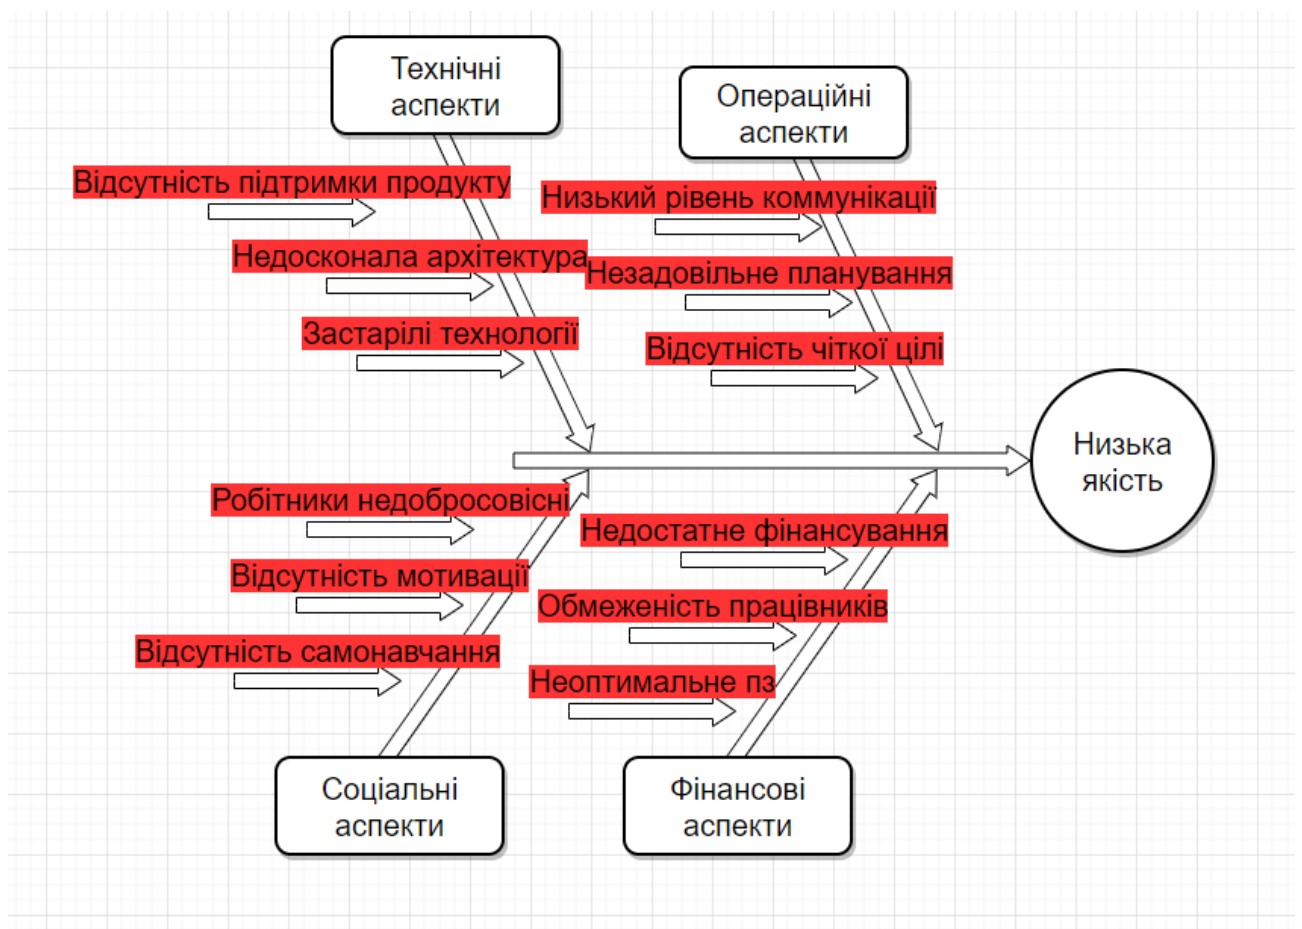 Технічні
аспекти
Операційні
аспекти
Відсутність підтримки продукту
Низький рівень коммунікації
Недосконала архітектура
Незадовільне планування
Застарілі технології
Відсутність чіткої цілі
Низька
якість
Робітники недобросовісні
Недостатне фінансування
Відсутність мотивації
Обмеженість працівників
Відсутність самонавчання
Неоптимальне пз
Соціальні
аспекти
Фінансові
аспекти